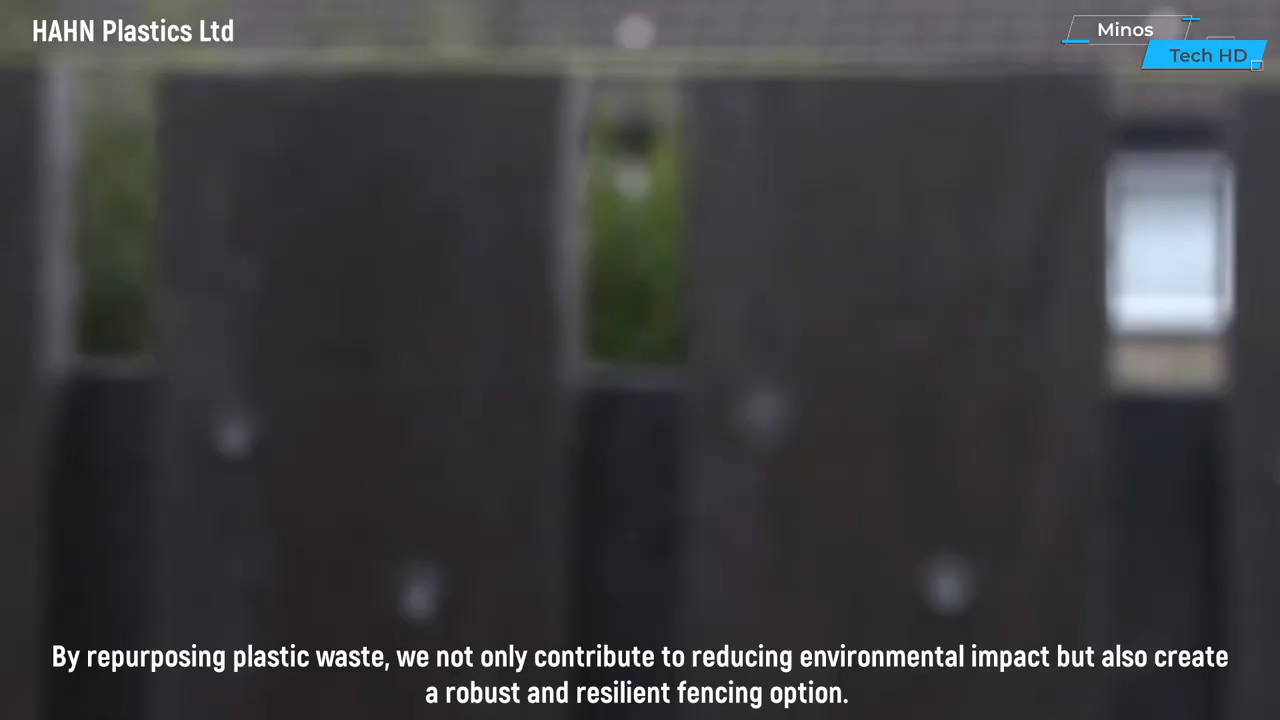 HAHN Plastics Ltd
Minos
Tech HD
By repurposing plastic waste, we not only contribute to reducing environmental impact but also create
a robust and resilient fencing option.